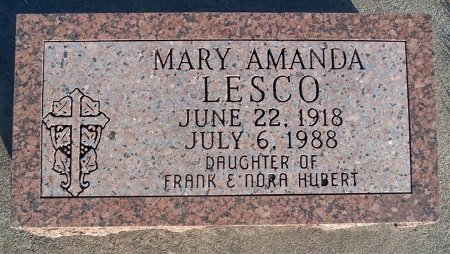 MARY AMANDA
LESCO
JUNE 22, 1918
JULY 6, 1988
DAUGHTER OF
FRANK & NORA HUBERT